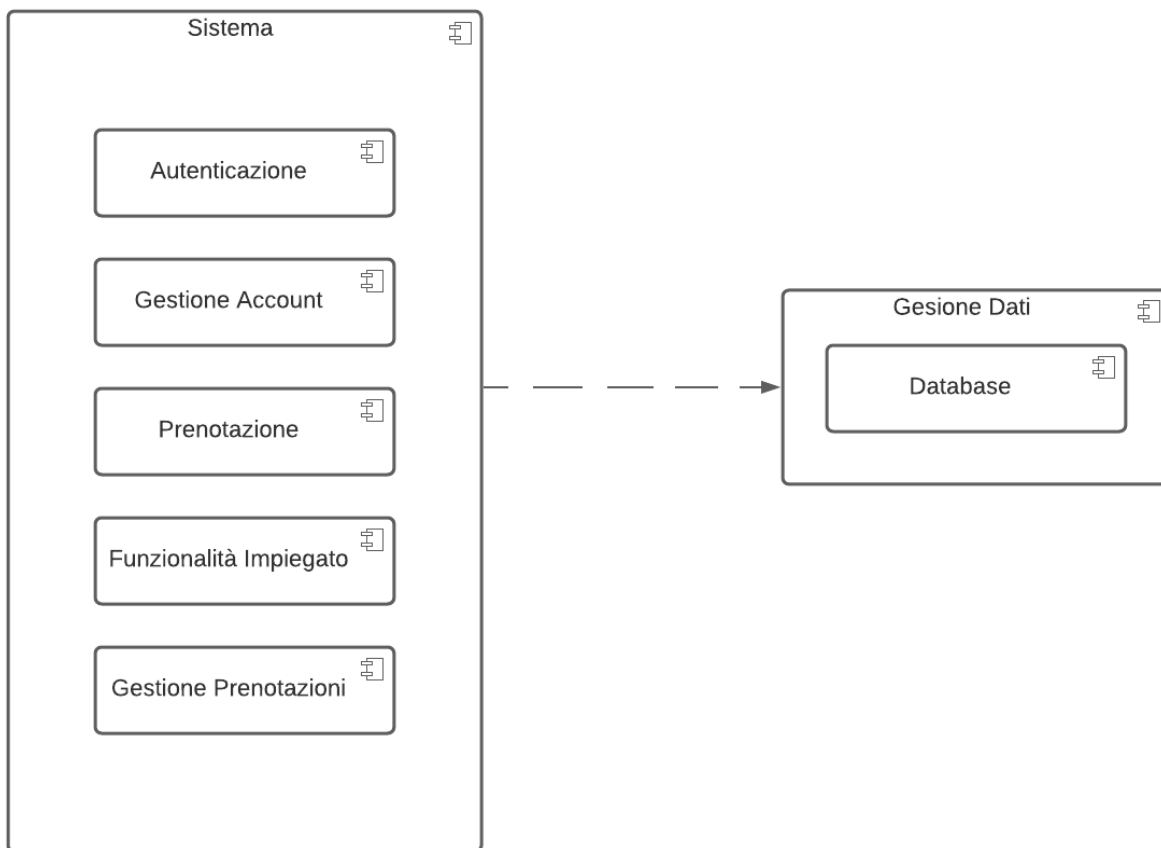 Sistema
Autenticazione
Gestione Account
Prenotazione
Funzionalità Impiegato
Gestione Prenotazioni
Gesione Dati
Database